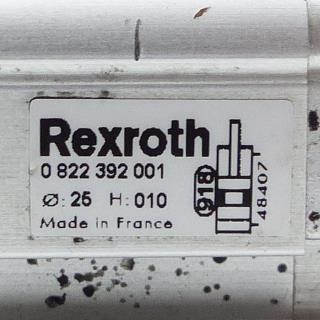 Rexroth
0 822 392 001
Ø: 25 H: 010
Made in France
918
48407